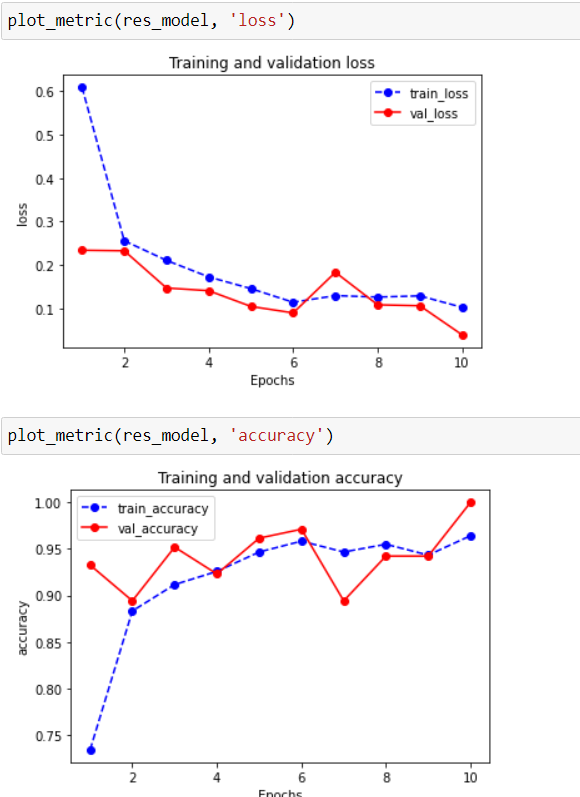 plot_metric(res_model, 'loss')
Training and validation loss
train_loss
val_loss
0.6
0.5
0.4
0.3
0.2
0.1
loss
2 4 6 8 10
Epochs
plot_metric(res_model, 'accuracy')
Training and validation accuracy
train_accuracy
val_accuracy
1.00
0.95
0.90
0.85
0.80
0.75
accuracy
2 4 6 8 10
Epochs